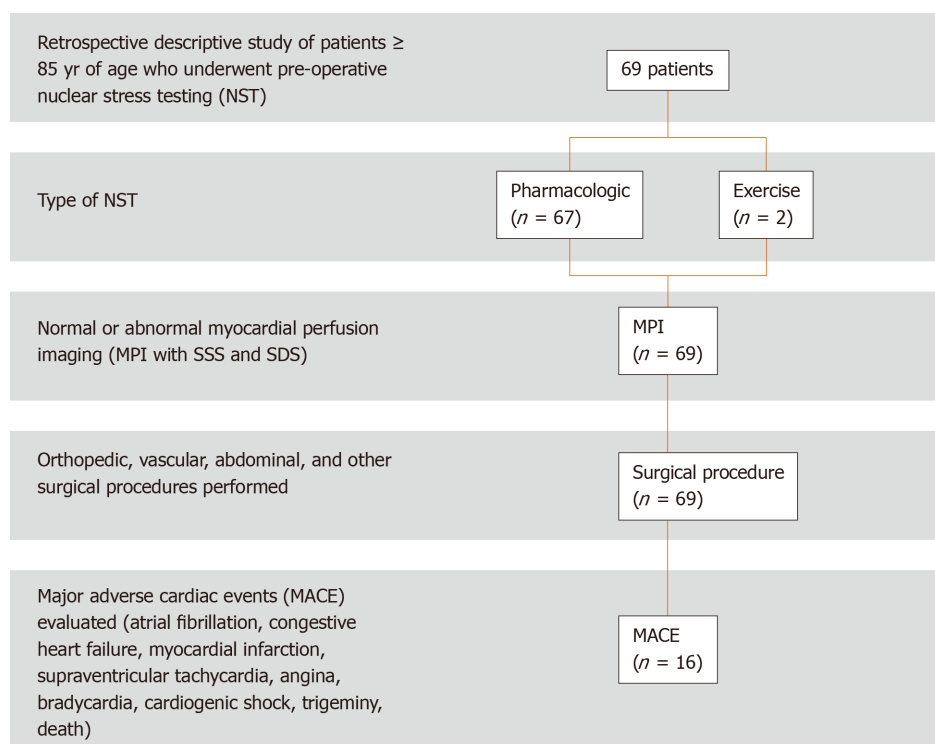 Retrospective descriptive study of patients ≥
85 yr of age who underwent pre-operative
nuclear stress testing (NST)
69 patients
Type of NST
Pharmacologic
(n = 67)
Exercise
(n = 2)
Normal or abnormal myocardial perfusion
imaging (MPI with SSS and SDS)
MPI
(n = 69)
Orthopedic, vascular, abdominal, and other
surgical procedures performed
Surgical procedure
(n = 69)
Major adverse cardiac events (MACE)
evaluated (atrial fibrillation, congestive
heart failure, myocardial infarction,
supraventricular tachycardia, angina,
bradycardia, cardiogenic shock, trigeminy,
death)
MACE
(n = 16)